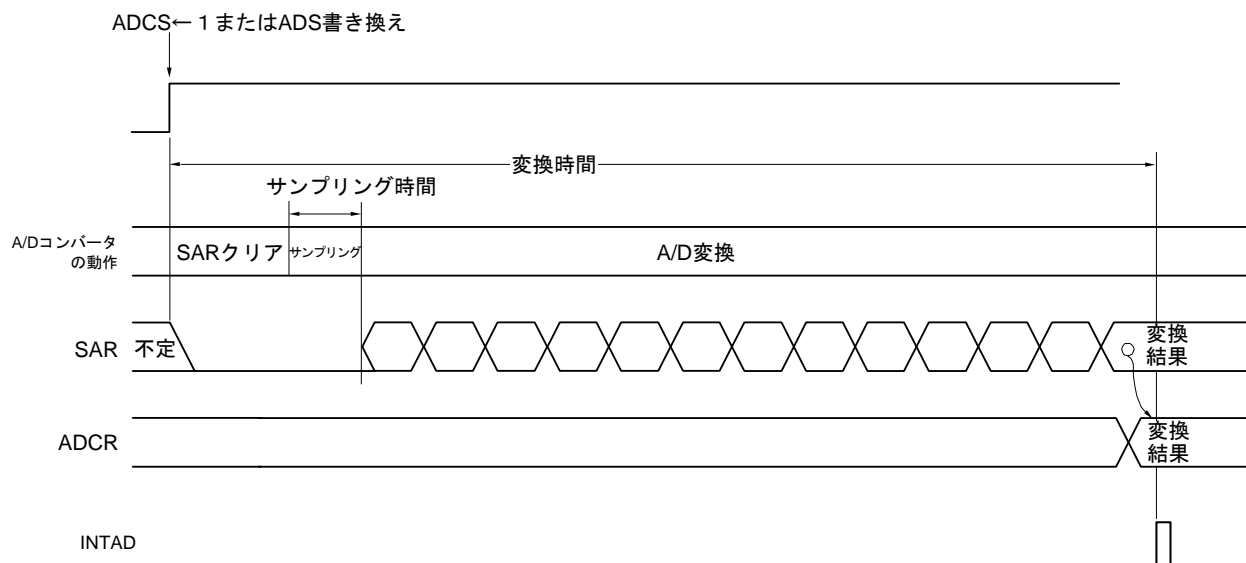 ADCS←１またはADS書き換え
変換時間
サンプリング時間
A/Dコンバータ
の動作
SARクリア
サンプリング
A/D変換
SAR
不定
変換
結果
ADCR
変換
結果
INTAD